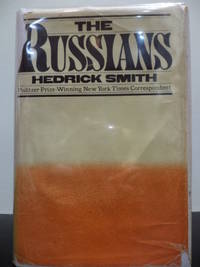 THE
RUSSIANS
HEDRICK SMITH
Pulitzer Prize-Winning New York Times Correspondent